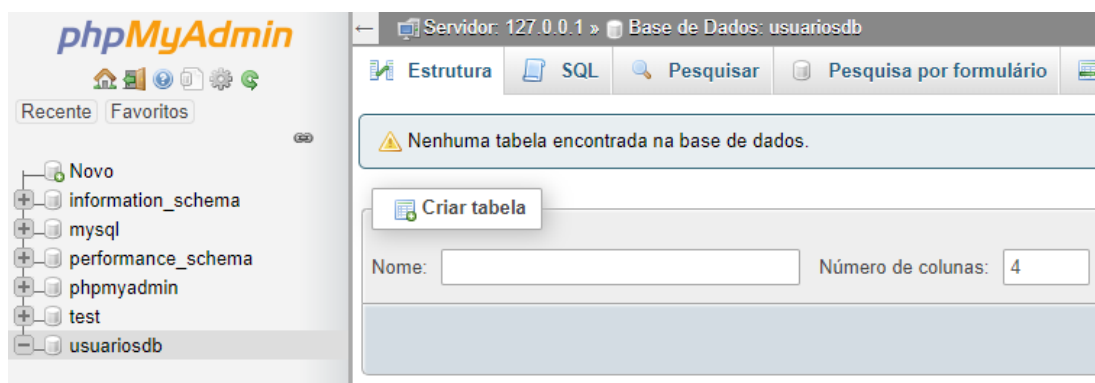 phpMyAdmin
Recente Favoritos
Novo
information_schema
mysql
performance_schema
phpmyadmin
test
usuariosdb
← Servidor: 127.0.0.1 » Base de Dados: usuariosdb
Estrutura SQL Pesquisar Pesquisa por formulário
Nenhuma tabela encontrada na base de dados.
Criar tabela
Nome: Número de colunas: 4